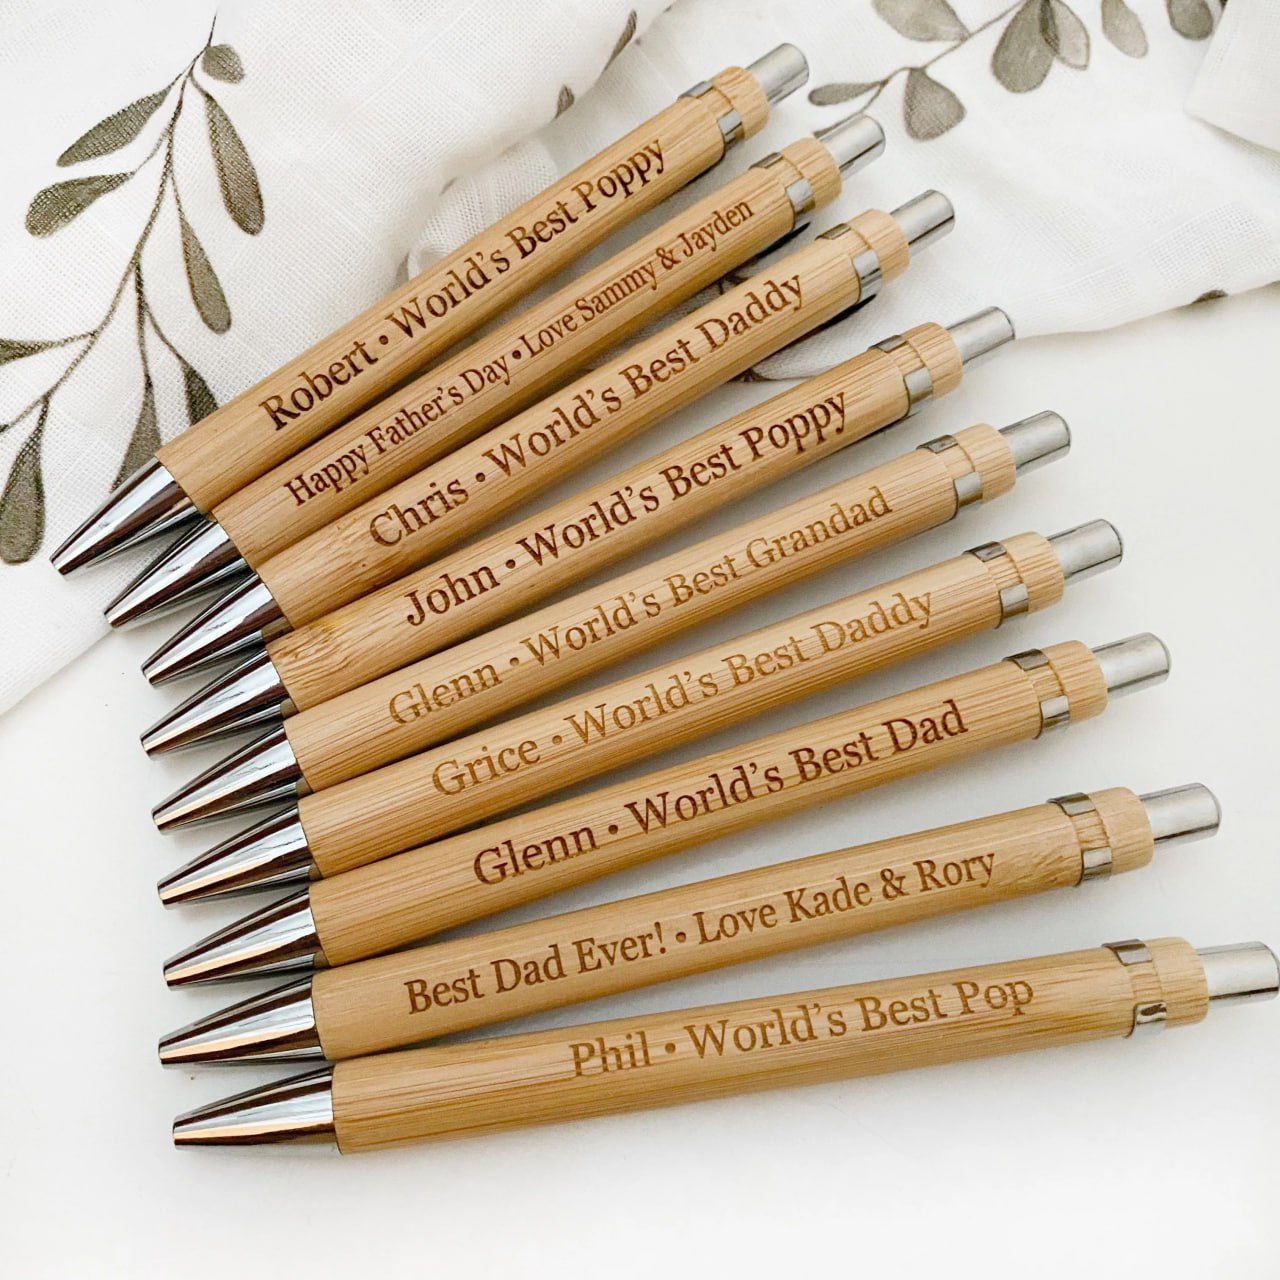 Robert • World's Best Poppy
Happy Father's Day • Love Sammy & Jayden
Chris • World's Best Daddy
John • World's Best Poppy
Glenn • World's Best Grandad
Grice • World's Best Daddy
Glenn • World's Best Dad
Best Dad Ever! • Love Kade & Rory
Phil • World's Best Pop